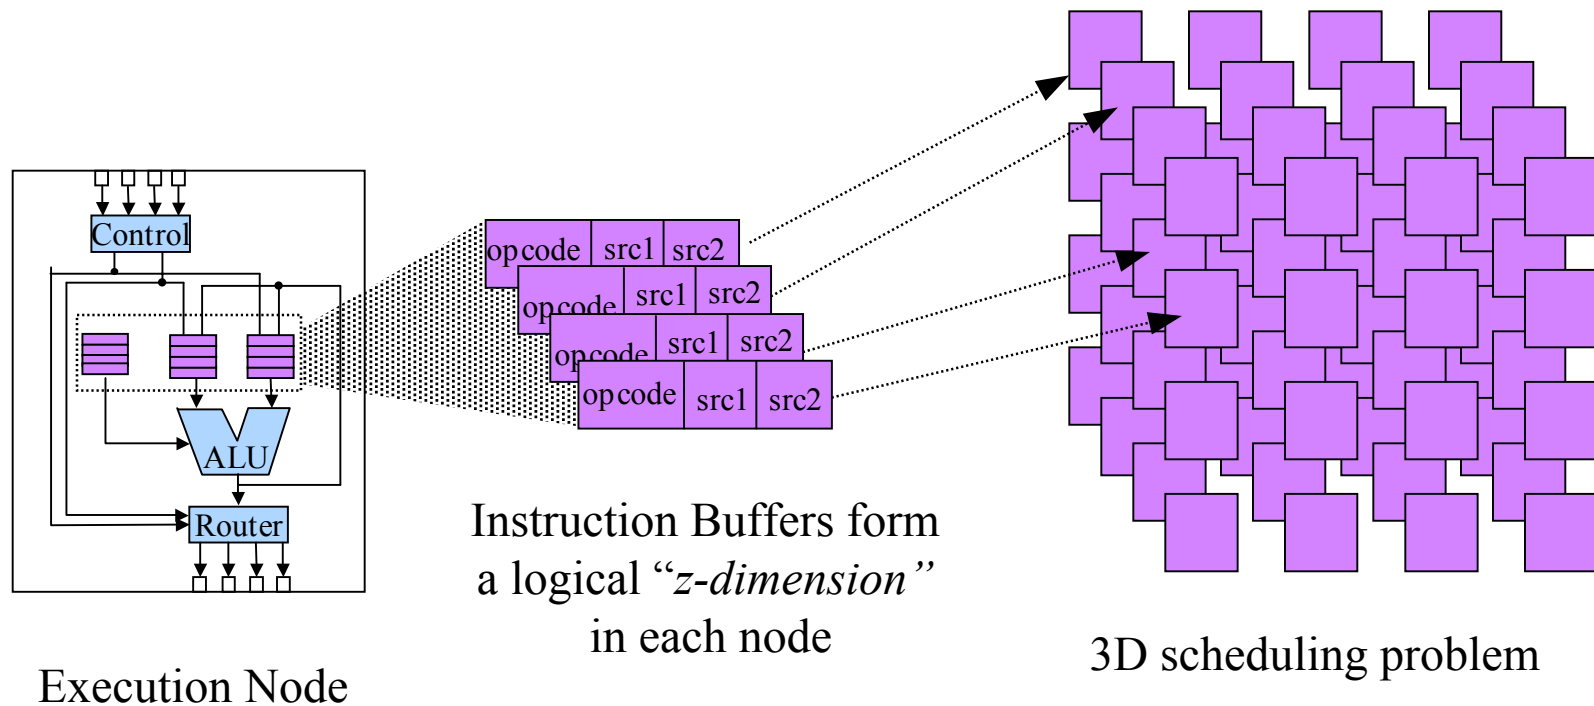 Control
ALU
Router
Execution Node
opcode src1 src2
opcode src1 src2
opcode src1 src2
opcode src1 src2
Instruction Buffers form
a logical “z-dimension”
in each node
3D scheduling problem